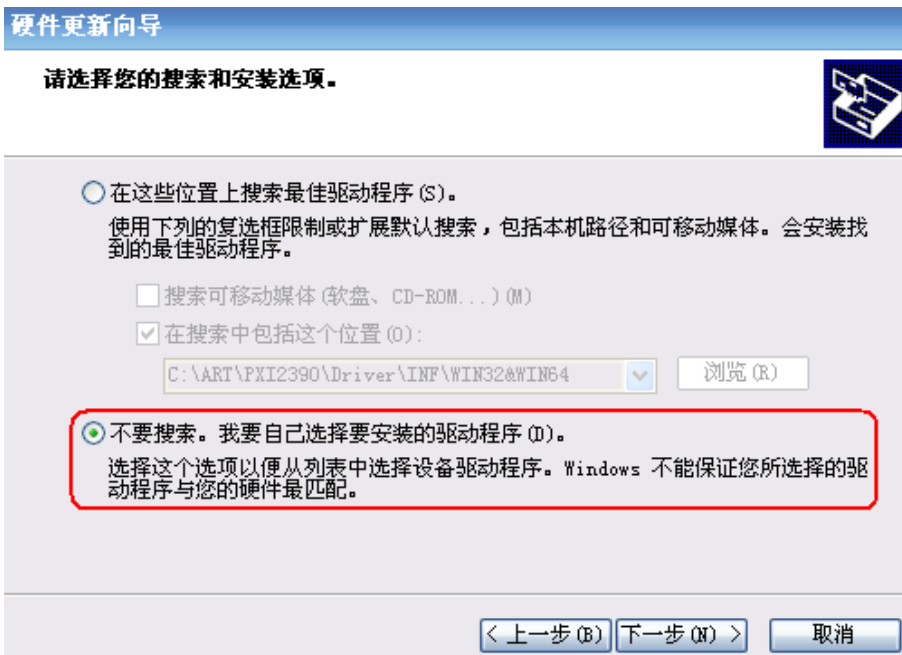 硬件更新向导
请选择您的搜索和安装选项。
在这些位置上搜索最佳驱动程序(S)。
使用下列的复选框限制或扩展默认搜索，包括本机路径和可移动媒体。会安装找
到的最佳驱动程序。
搜索可移动媒体(软盘、CD-ROM...)(M)
在搜索中包括这个位置(O):
C:\ART\PXI2390\Driver\INF\WIN32&WIN64
浏览(R)
不要搜索。我要自己选择要安装的驱动程序(D)。
选择这个选项以便从列表中选择设备驱动程序。Windows 不能保证您所选择的驱
动程序与您的硬件最匹配。
< 上一步(B) 下一步(N) > 取消